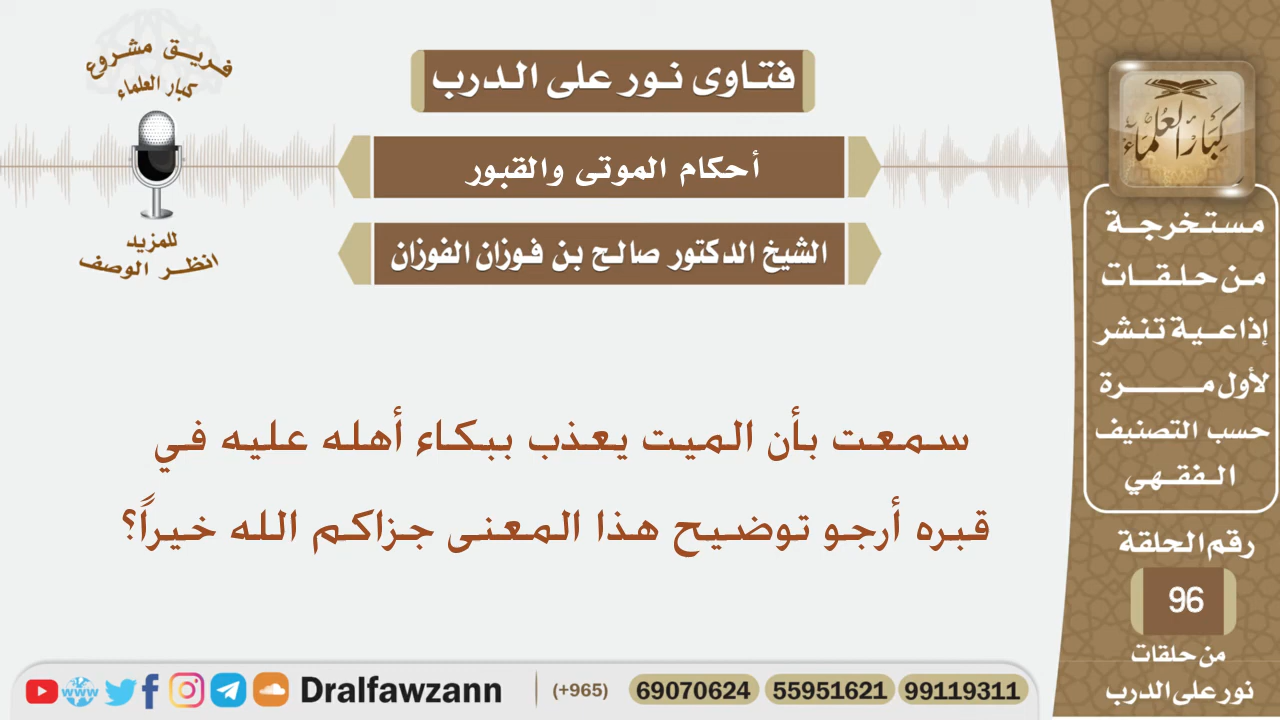 فريق مشروع
كبار العلماء
للمزيد
انظر الوصف
فتاوى نور على الدرب
أحكام الموتى والقبور
الشيخ الدكتور صالح بن فوزان الفوزان
سمعت بأن الميت يعذب ببكاء أهله عليه في
قبره أرجو توضيح هذا المعنى جزاكم الله خيراً؟
كبار العلماء
مستخرجة
من حلقات
إذاعية تنشر
لأول مرة
حسب التصنيف
الفقهي
رقم الحلقة
96
من حلقات
نور على الدرب
www Dralfawzann (+965) 69070624 55951621 99119311